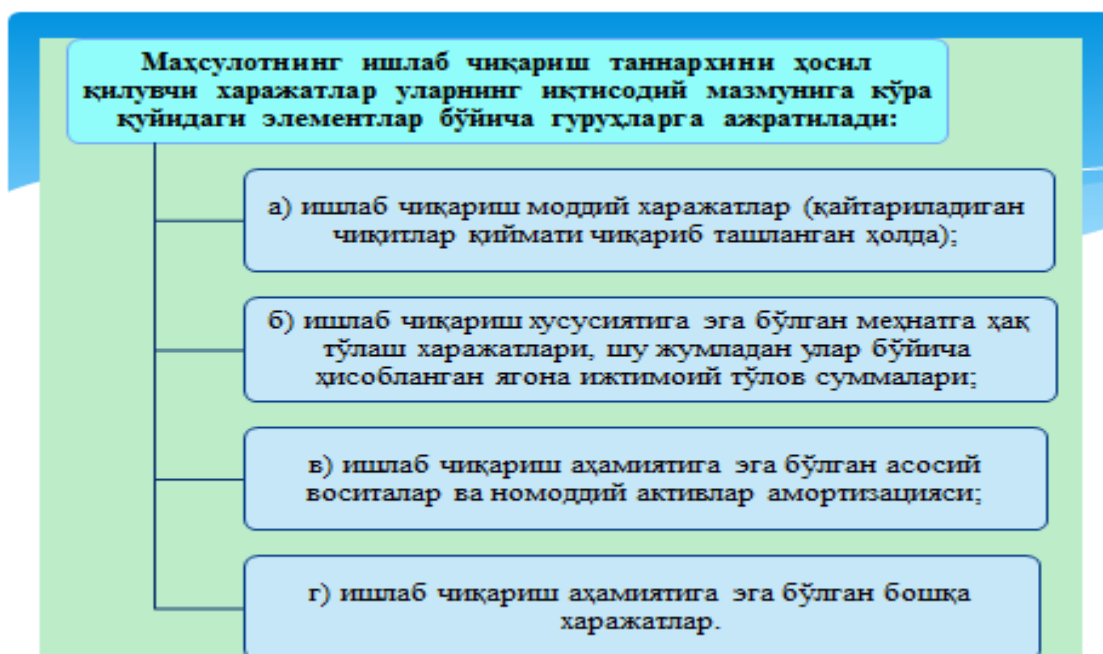 Маҳсулотнинг ишлаб чиқариш таннархини ҳосил
қилувчи харажатлар уларнинг иқтисодий мазмунига кўра
қуйидаги элементлар бўйича гуруҳларга ажратилади:
а) ишлаб чиқариш моддий харажатлар (қайтариладиган
чиқитлар қиймати чиқариб ташланган ҳолда);
б) ишлаб чиқариш хусусиятига эга бўлган меҳнатга ҳақ
тўлаш харажатлари, шу жумладан улар бўйича
ҳисобланган ягона ижтимоий тўлов суммалари;
в) ишлаб чиқариш аҳамиятига эга бўлган асосий
воситалар ва номоддий активлар амортизацияси;
г) ишлаб чиқариш аҳамиятига эга бўлган бошқа
харажатлар.